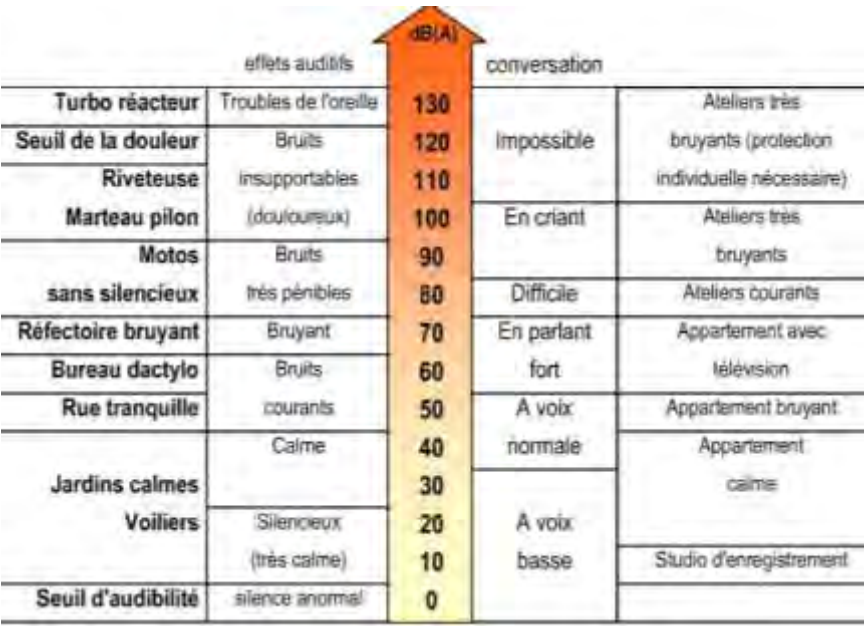 dB(A)
effets auditifs conversation
Turbo réacteur Troubles de l'oreille 130 Ateliers très
Seuil de la douleur Bruits 120 Impossible bruyants (protection
Riveteuse insupportables 110 individuelle nécessaire)
Marteau pilon (douloureux) 100 En criant Ateliers très
Motos Bruits 90 bruyants
sans silencieux très pénibles 80 Difficile Ateliers courants
Réfectoire bruyant Bruyant 70 En parlant Appartement avec
Bureau dactylo Bruits 60 fort télévision
Rue tranquille courants 50 A voix Appartement bruyant
Calme 40 normale Appartement
Jardins calmes 30 calme
Voiliers Silencieux 20 A voix
(très calme) 10 basse Studio d'enregistrement
Seuil d'audibilité silence anormal 0